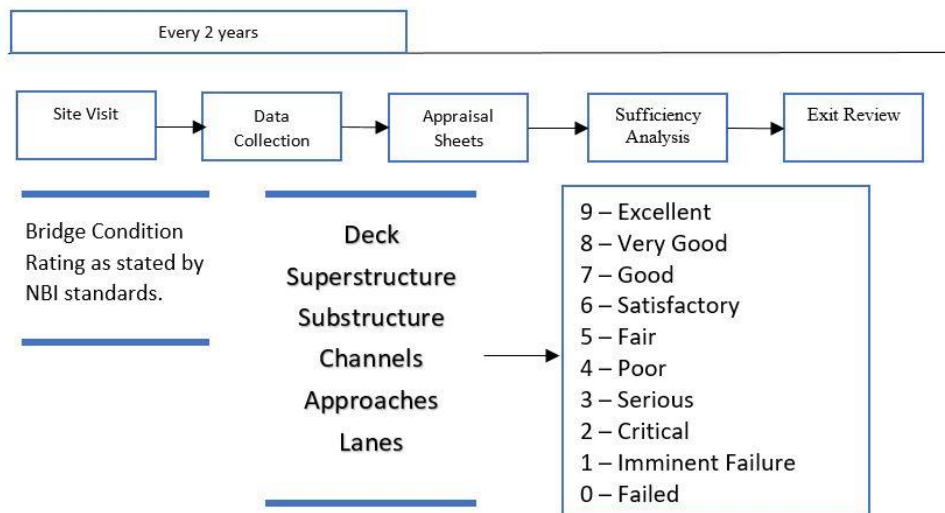 Every 2 years
Site Visit
Data
Collection
Appraisal
Sheets
Sufficiency
Analysis
Exit Review
Bridge Condition
Rating as stated by
NBI standards.
Deck
Superstructure
Substructure
Channels
Approaches
Lanes
9 – Excellent
8 – Very Good
7 – Good
6 – Satisfactory
5 – Fair
4 – Poor
3 – Serious
2 – Critical
1 – Imminent Failure
0 – Failed